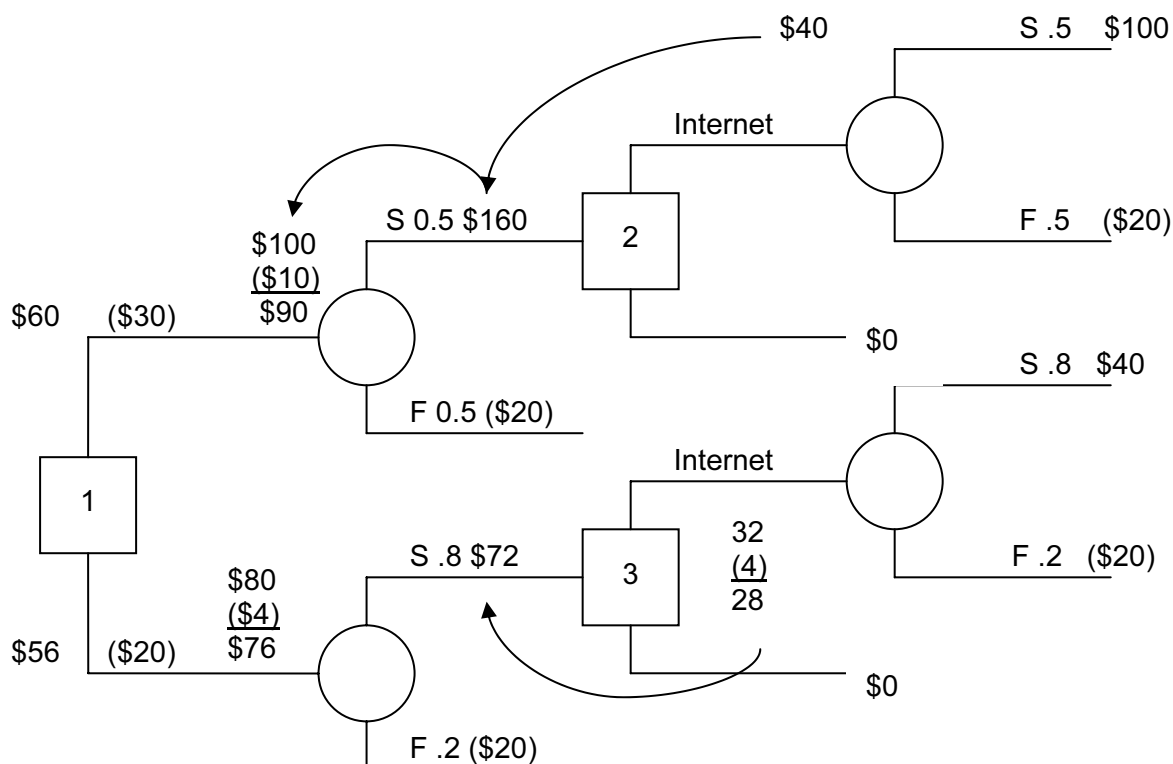 $40
S .5 $100
Internet
F .5 ($20)
S 0.5 $160
2
$100
($10)
$90
$60 ($30)
$0
F 0.5 ($20)
S .8 $40
Internet
1
32
(4)
28
S .8 $72
3
F .2 ($20)
$80
($4)
$76
$56 ($20)
$0
F .2 ($20)